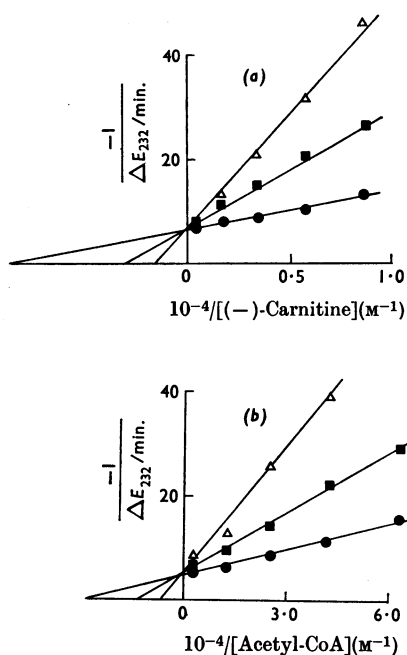 40
(a)
−1
ΔE232/min.
20
0
0·5
1·0
10-4/[(−)-Carnitine](M-1)
40
(b)
−1
ΔE232/min.
20
0
3·0
6·0
10-4/[Acetyl-CoA](M-1)